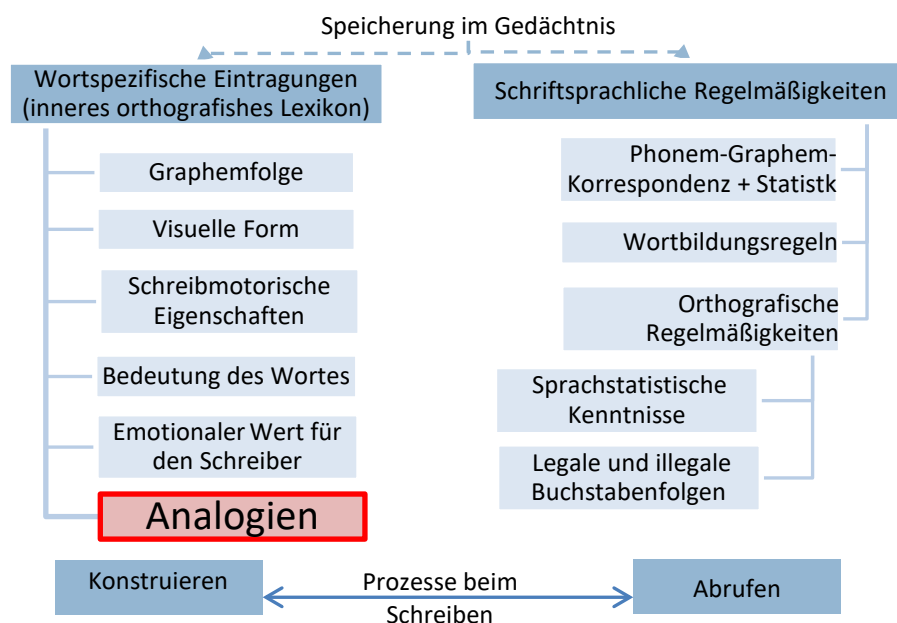 Speicherung im Gedächtnis
Wortspezifische Eintragungen
(inneres orthografishes Lexikon)
Graphemfolge
Visuelle Form
Schreibmotorische
Eigenschaften
Bedeutung des Wortes
Emotionaler Wert für
den Schreiber
Analogien
Schriftsprachliche Regelmäßigkeiten
Phonem-Graphem-
Korrespondenz + Statistk
Wortbildungsregeln
Orthografische
Regelmäßigkeiten
Sprachstatistische
Kenntnisse
Legale und illegale
Buchstabenfolgen
Konstruieren
Prozesse beim
Schreiben
Abrufen